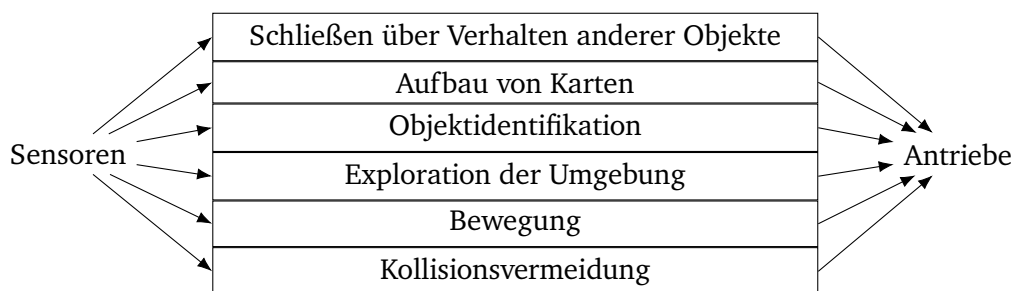 Schließen über Verhalten anderer Objekte
Aufbau von Karten
Objektidentifikation
Sensoren
Antriebe
Exploration der Umgebung
Bewegung
Kollisionsvermeidung